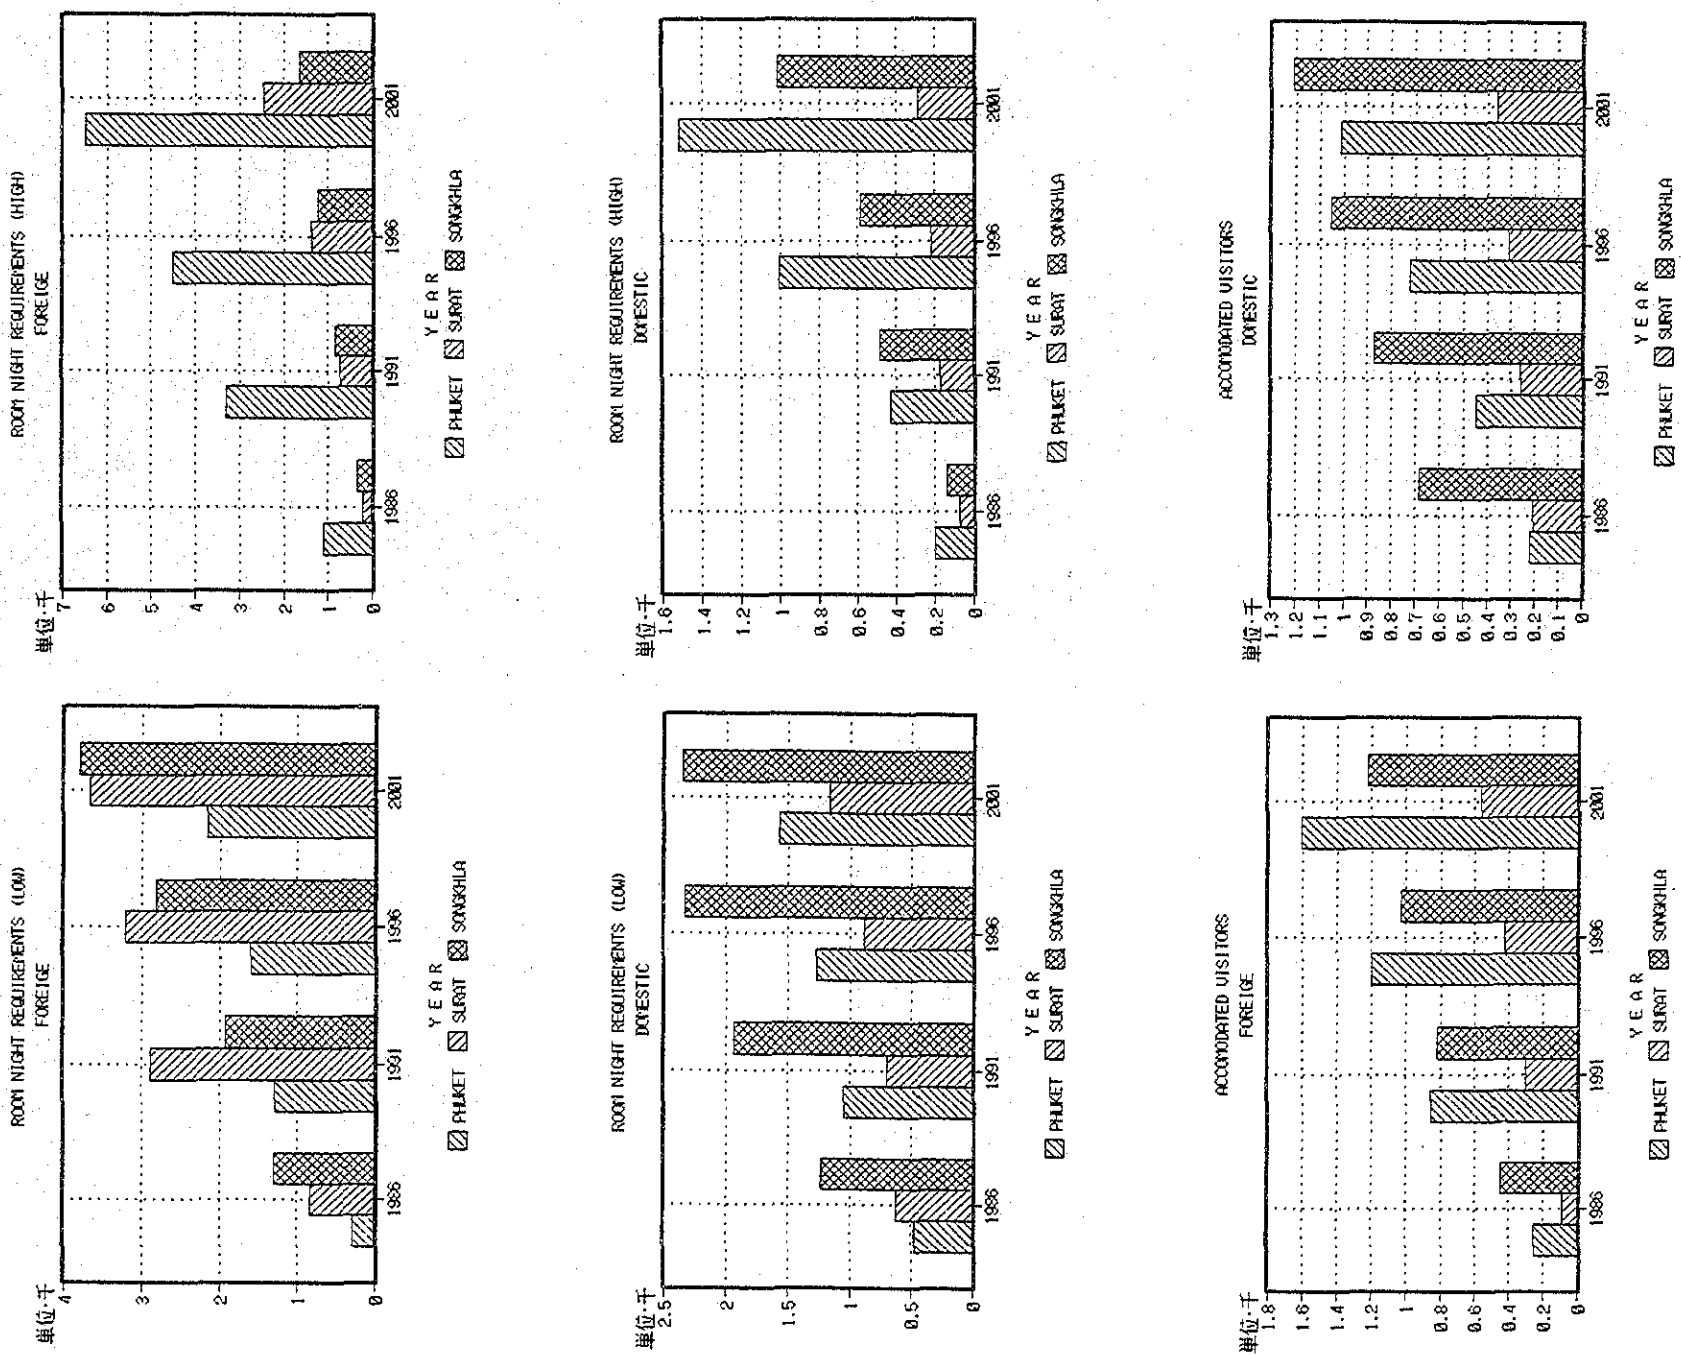 ROOM NIGHT REQUIREMENTS (LOW)
FOREIGE
単位·千
4
3
2
1
0
1986 1991 1996 2001
Y E A R
PHUKET SURAT SONGKHLA
ROOM NIGHT REQUIREMENTS (HIGH)
FOREIGE
単位·千
7
6
5
4
3
2
1
0
1986 1991 1996 2001
Y E A R
PHUKET SURAT SONGKHLA
ROOM NIGHT REQUIREMENTS (LOW)
DOMESTIC
単位·千
2.5
2
1.5
1
0.5
0
1986 1991 1996 2001
Y E A R
PHUKET SURAT SONGKHLA
ROOM NIGHT REQUIREMENTS (HIGH)
DOMESTIC
単位·千
1.6
1.4
1.2
1
0.8
0.6
0.4
0.2
0
1986 1991 1996 2001
Y E A R
PHUKET SURAT SONGKHLA
ACCOMODATED VISITORS
FOREIGE
単位·千
1.8
1.6
1.4
1.2
1
0.8
0.6
0.4
0.2
0
1986 1991 1996 2001
Y E A R
PHUKET SURAT SONGKHLA
ACCOMODATED VISITORS
DOMESTIC
単位·千
1.3
1.2
1.1
1
0.9
0.8
0.7
0.6
0.5
0.4
0.3
0.2
0.1
0
1986 1991 1996 2001
Y E A R
PHUKET SURAT SONGKHLA